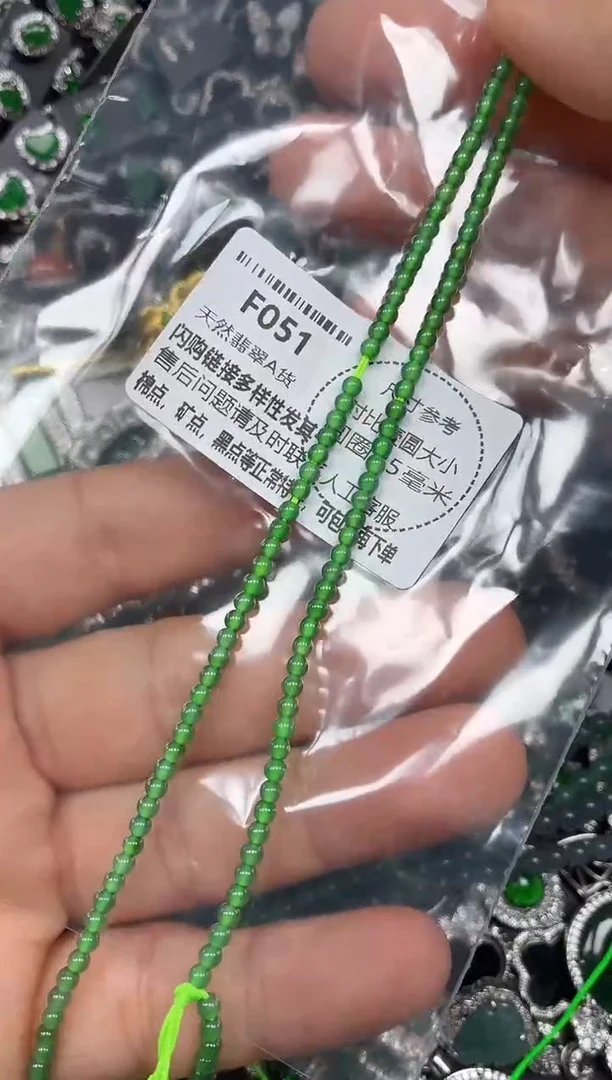 F051
天然翡翠A货
闪购链接多样性发其
售后问题请及时联 人工客服
棉点，矿点，黑点等正常特 可包 再下单
尺寸参考
对比 圆大小
5毫米